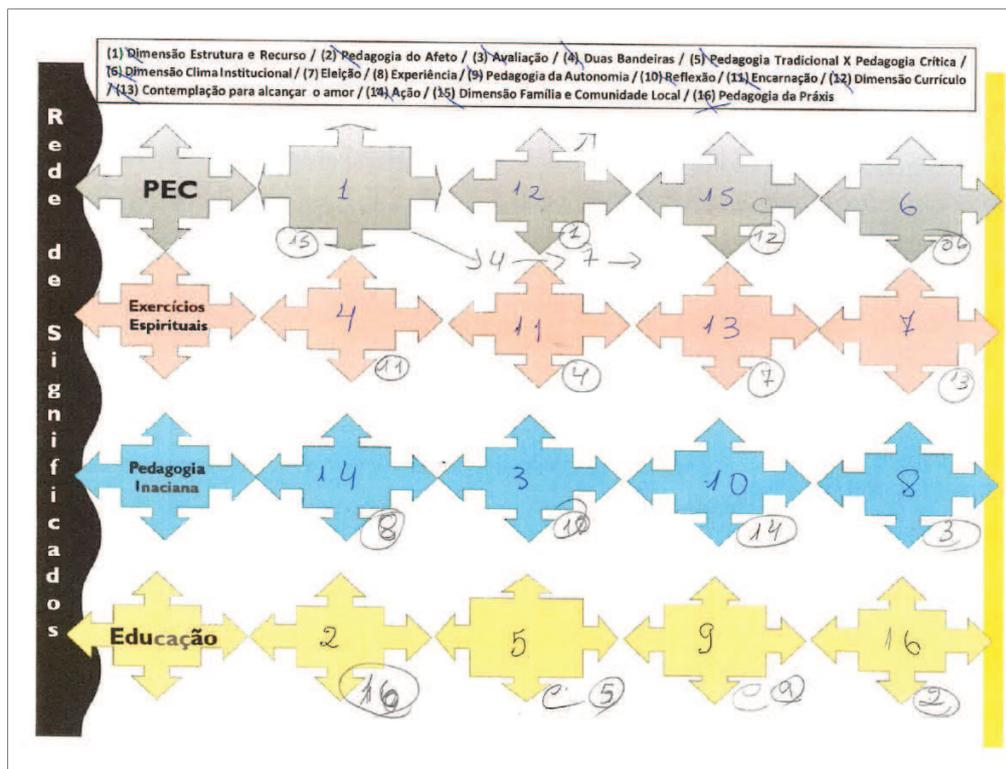 (1) Dimensão Estrutura e Recurso / (2) Pedagogia do Afeto / (3) Avaliação / (4) Duas Bandeiras / (5) Pedagogia Tradicional X Pedagogia Crítica /
(6) Dimensão Clima Institucional / (7) Eleição / (8) Experiência / (9) Pedagogia da Autonomia / (10) Reflexão / (11) Encarnação / (12) Dimensão Currículo
/ (13) Contemplação para alcançar o amor / (14) Ação / (15) Dimensão Família e Comunidade Local / (16) Pedagogia da Práxis
Rede de Significados
PEC 1 12 15 6
15 1 12 06
4 → 7 →
Exercícios
Espirituais 4 11 13 7
11 4 7 13
Pedagogia
Inaciana 14 3 10 8
8 10 14 3
Educação 2 5 9 16
16 C 5 C 9 2